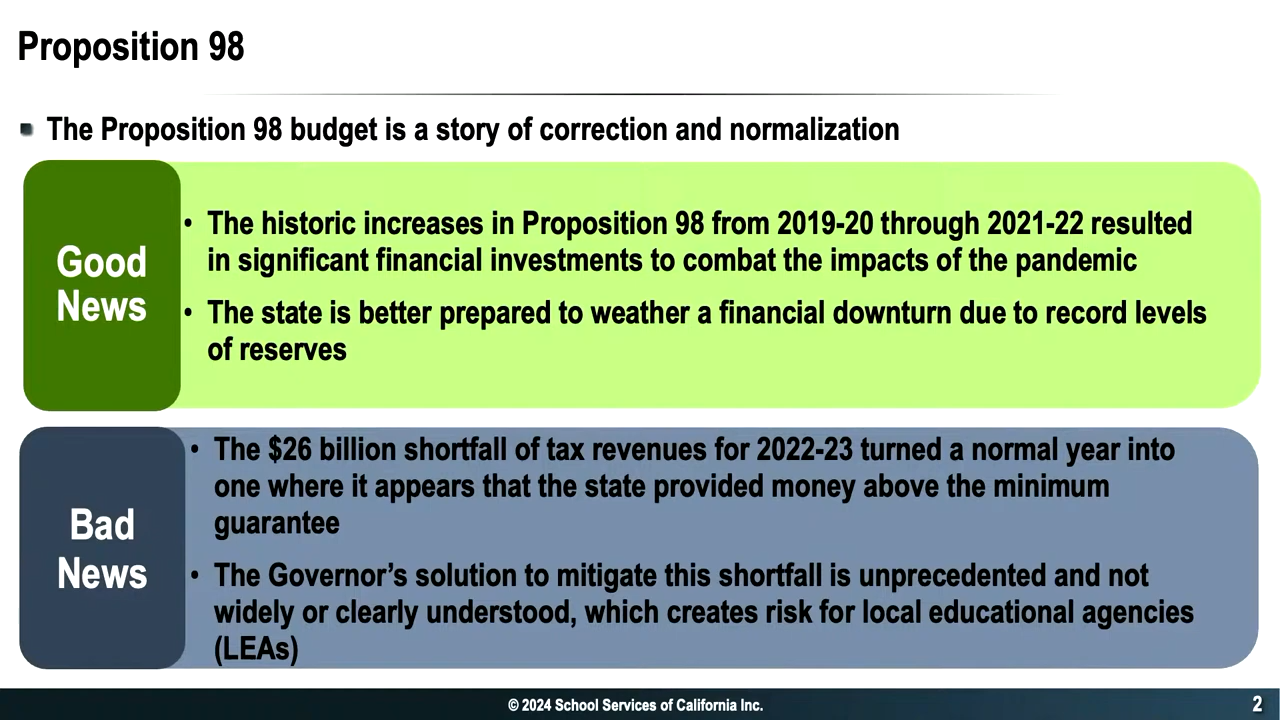 Proposition 98
▪ The Proposition 98 budget is a story of correction and normalization
Good
News
• The historic increases in Proposition 98 from 2019-20 through 2021-22 resulted
in significant financial investments to combat the impacts of the pandemic
• The state is better prepared to weather a financial downturn due to record levels
of reserves
Bad
News
• The $26 billion shortfall of tax revenues for 2022-23 turned a normal year into
one where it appears that the state provided money above the minimum
guarantee
• The Governor’s solution to mitigate this shortfall is unprecedented and not
widely or clearly understood, which creates risk for local educational agencies
(LEAs)
© 2024 School Services of California Inc.
2